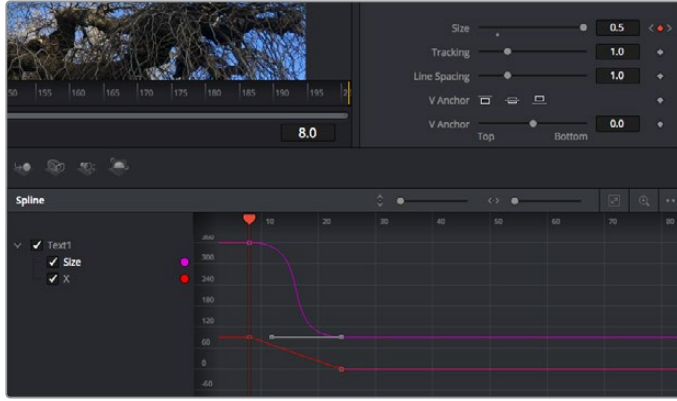 Size 0.5
Tracking 1.0
Line Spacing 1.0
V Anchor
V Anchor 0.0
Top Bottom
50 155 160 165 170 175 180 185 190 195
8.0
Spline
10 20 30 40 50 60 70 80
Text1
Size
X
360
300
240
180
120
60
0
-60